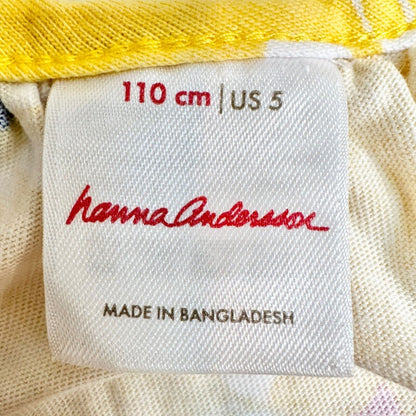 110 cm | US 5
hanna Andersson
MADE IN BANGLADESH